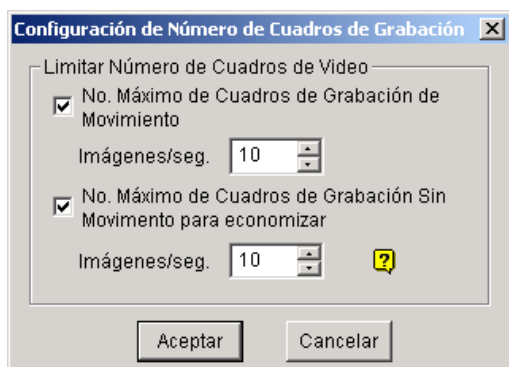 Configuración de Número de Cuadros de Grabación
Limitar Número de Cuadros de Video
No. Máximo de Cuadros de Grabación de
Movimiento
Imágenes/seg. 10
No. Máximo de Cuadros de Grabación Sin
Movimento para economizar
Imágenes/seg. 10 ?
Aceptar Cancelar